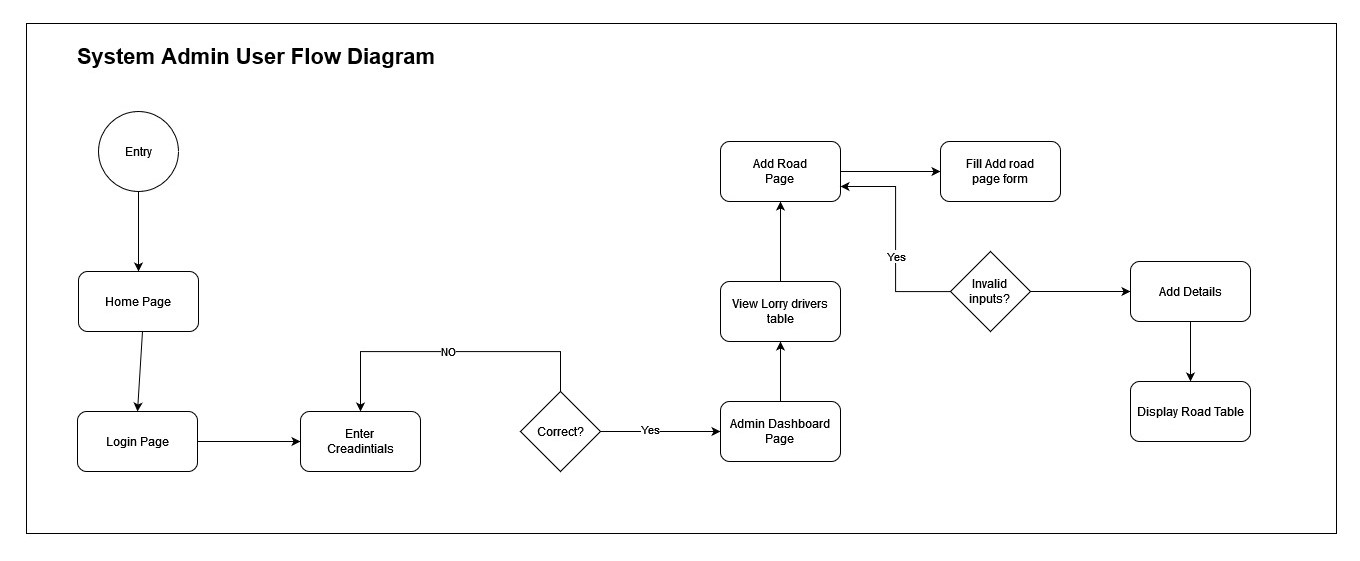 System Admin User Flow Diagram
Entry
Home Page
Login Page
Enter
Creadintials
NO
Correct?
Yes
Admin Dashboard
Page
View Lorry drivers
table
Add Road
Page
Fill Add road
page form
Yes
Invalid
inputs?
Add Details
Display Road Table